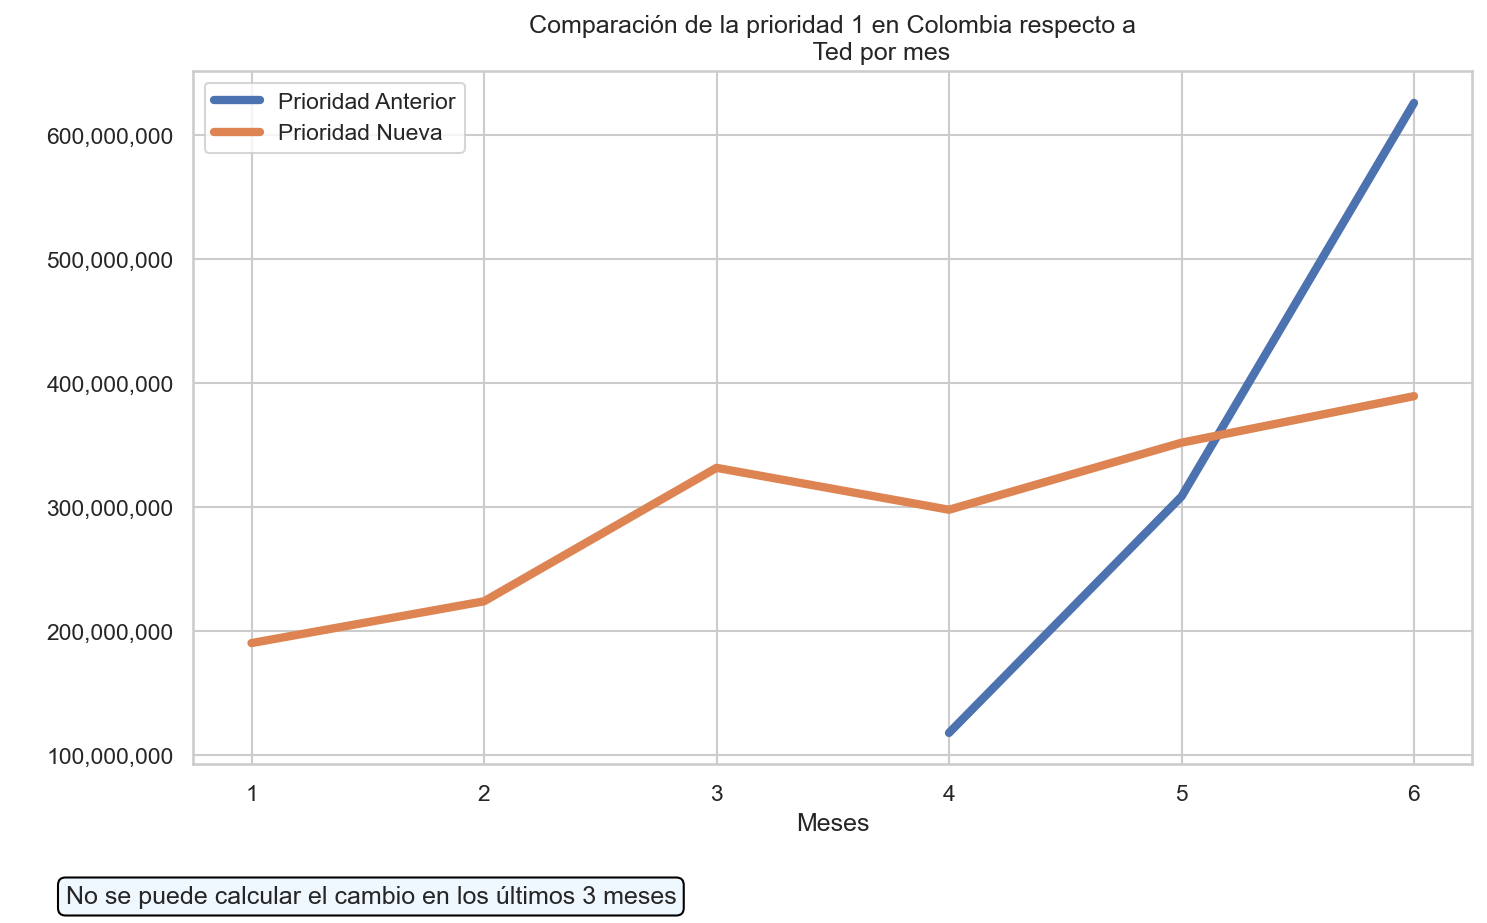 Comparación de la prioridad 1 en Colombia respecto a
Ted por mes
Prioridad Anterior
Prioridad Nueva
600,000,000
500,000,000
400,000,000
300,000,000
200,000,000
100,000,000
1 2 3 4 5 6
Meses
No se puede calcular el cambio en los últimos 3 meses